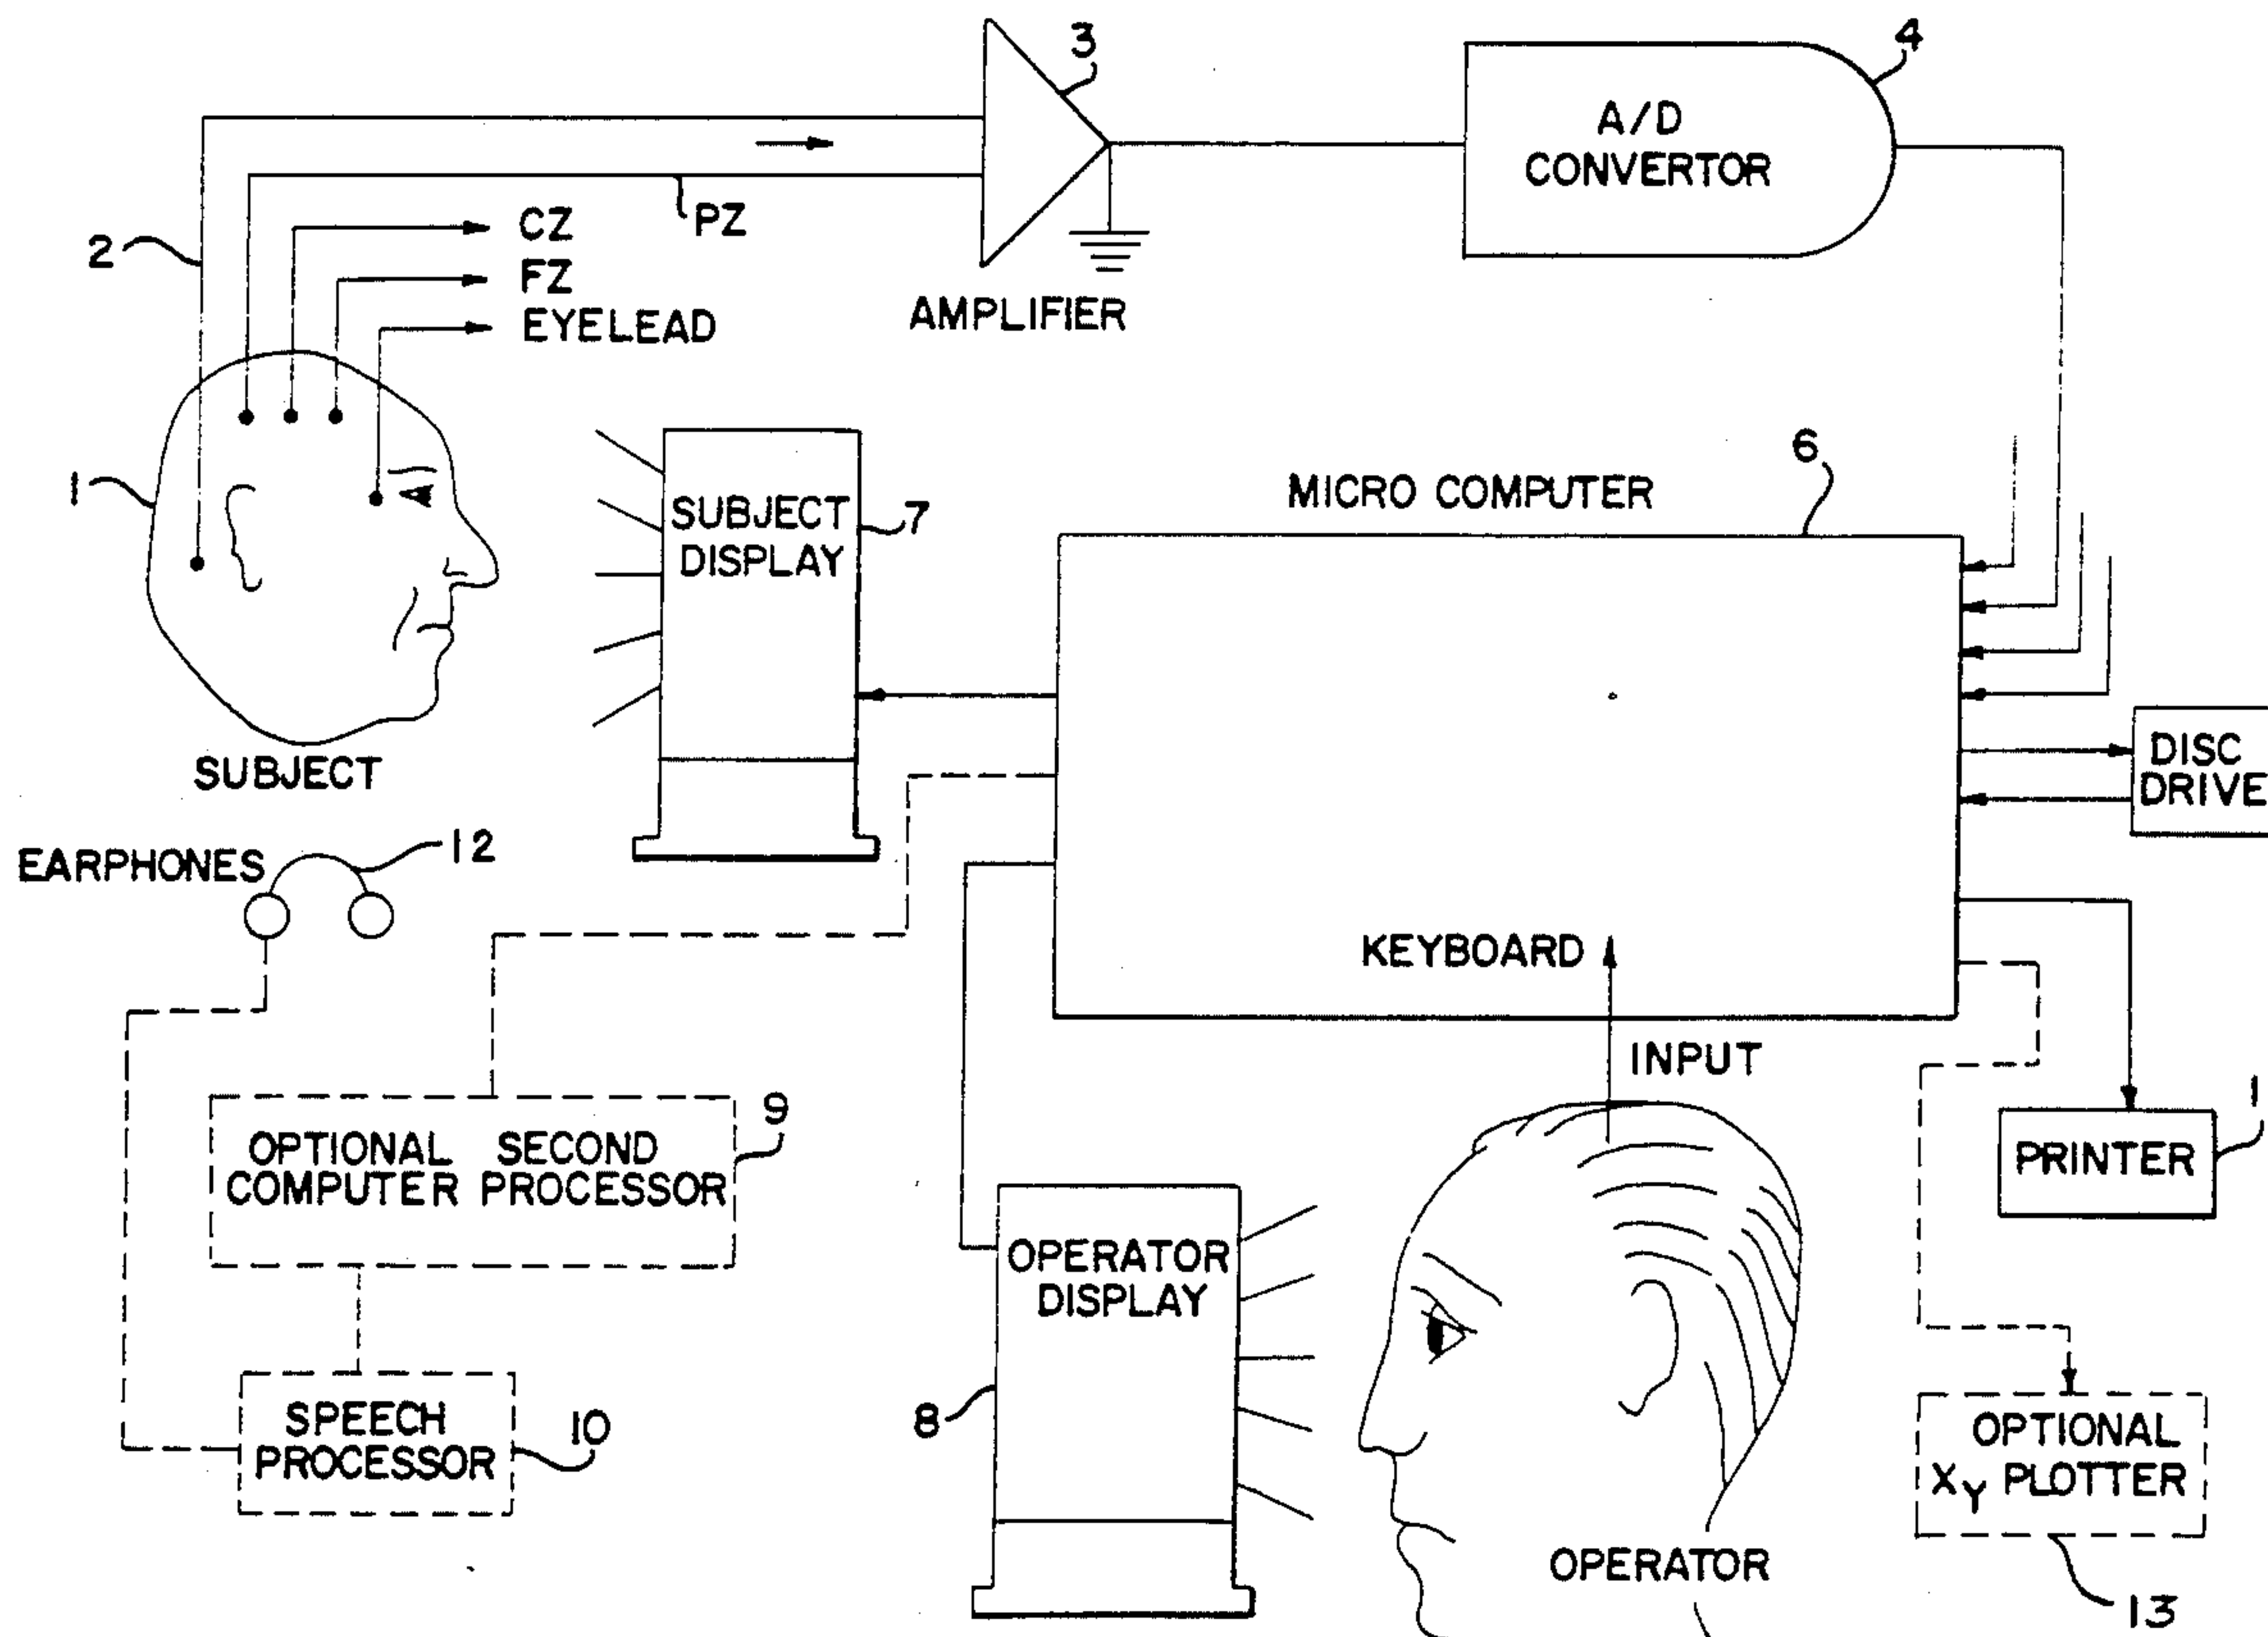 3
4
A/D
CONVERTOR
PZ
CZ
FZ
EYELEAD
2
AMPLIFIER
1
SUBJECT
DISPLAY
7
MICRO COMPUTER
6
SUBJECT
DISC
DRIVE
EARPHONES
12
KEYBOARD
INPUT
OPTIONAL SECOND
COMPUTER PROCESSOR
9
PRINTER
1
OPERATOR
DISPLAY
8
SPEECH
PROCESSOR
10
OPTIONAL
XY PLOTTER
OPERATOR
13